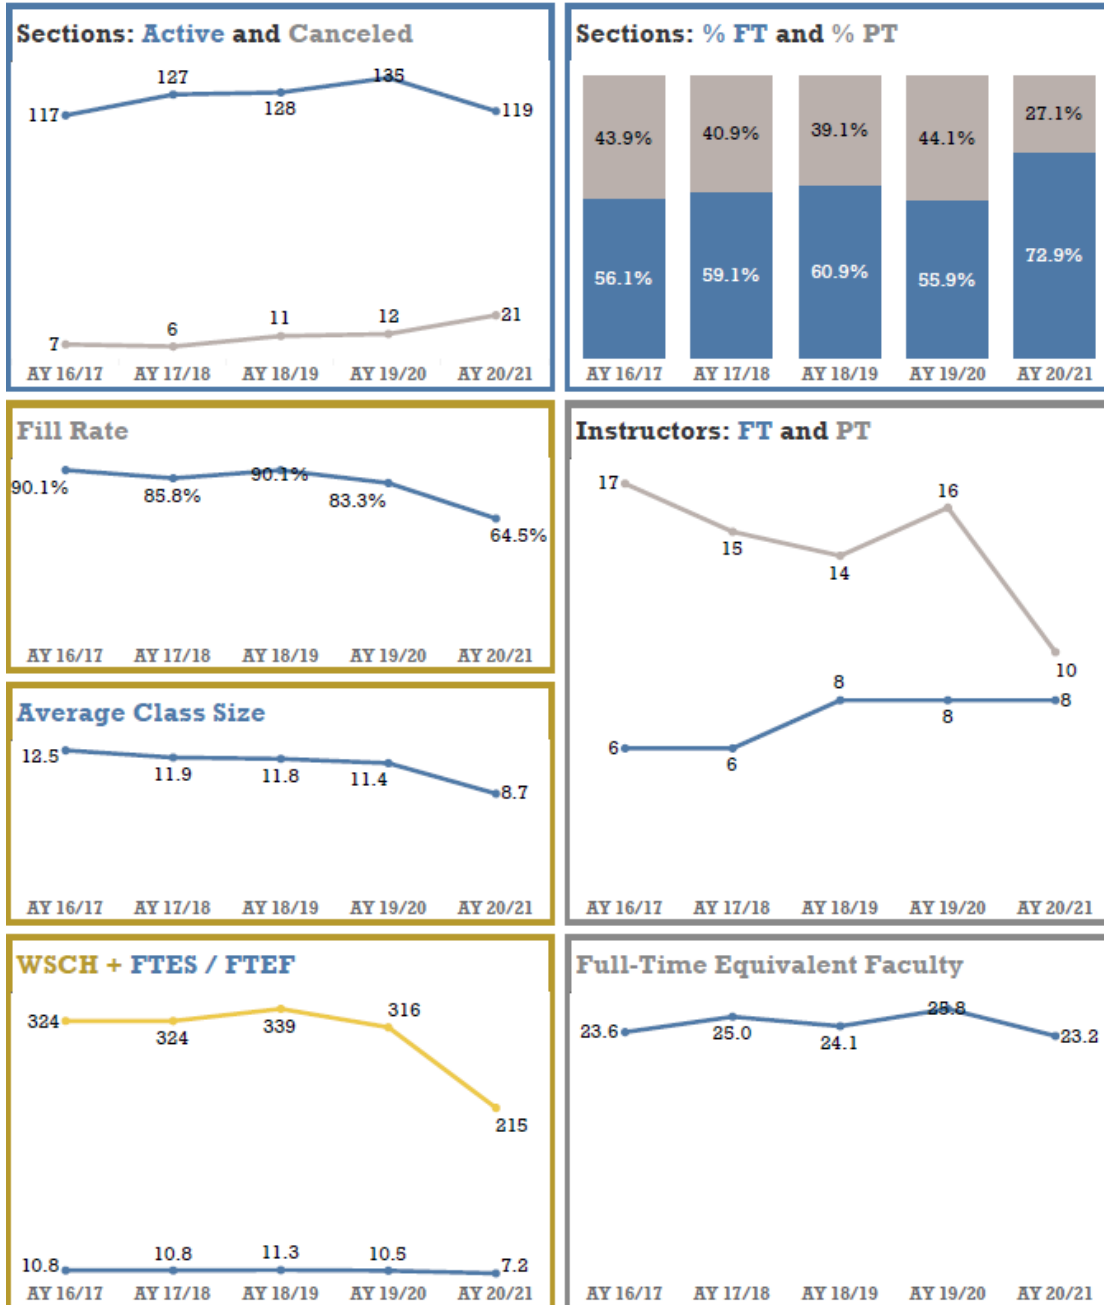 Sections: Active and Canceled
117
127
128
135
119
7
6
11
12
21
AY 16/17 AY 17/18 AY 18/19 AY 19/20 AY 20/21
Sections: % FT and % PT
43.9% 40.9% 39.1% 44.1% 27.1%
56.1% 59.1% 60.9% 55.9% 72.9%
AY 16/17 AY 17/18 AY 18/19 AY 19/20 AY 20/21
Fill Rate
90.1% 85.8% 90.1% 83.3% 64.5%
AY 16/17 AY 17/18 AY 18/19 AY 19/20 AY 20/21
Instructors: FT and PT
17
15
14
16
10
6
6
8
8
8
AY 16/17 AY 17/18 AY 18/19 AY 19/20 AY 20/21
Average Class Size
12.5 11.9 11.8 11.4 8.7
AY 16/17 AY 17/18 AY 18/19 AY 19/20 AY 20/21
WSCH + FTES / FTEF
324
324
339
316
215
10.8 10.8 11.3 10.5 7.2
AY 16/17 AY 17/18 AY 18/19 AY 19/20 AY 20/21
Full-Time Equivalent Faculty
23.6 25.0 24.1 25.8 23.2
AY 16/17 AY 17/18 AY 18/19 AY 19/20 AY 20/21